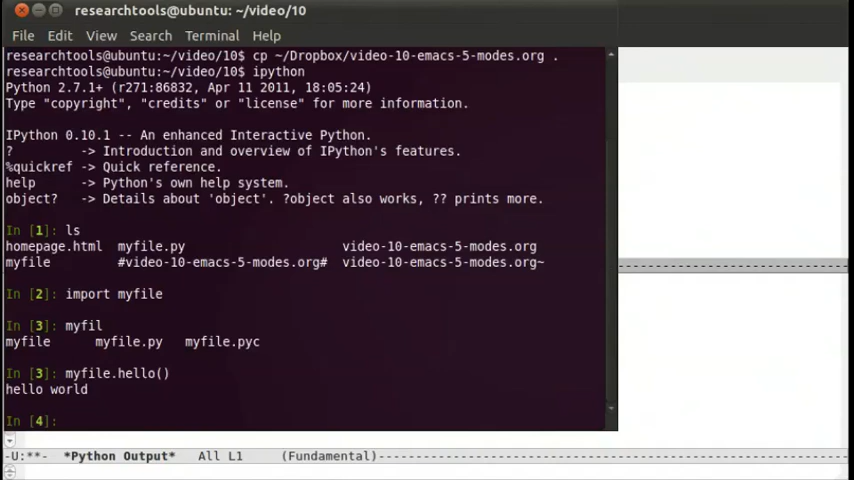 researchtools@ubuntu: ~/video/10
File Edit View Search Terminal Help
researchtools@ubuntu:~/video/10$ cp ~/Dropbox/video-10-emacs-5-modes.org .
researchtools@ubuntu:~/video/10$ ipython
Python 2.7.1+ (r271:86832, Apr 11 2011, 18:05:24)
Type "copyright", "credits" or "license" for more information.
IPython 0.10.1 -- An enhanced Interactive Python.
?         -> Introduction and overview of IPython's features.
%quickref -> Quick reference.
help      -> Python's own help system.
object?   -> Details about 'object'. ?object also works, ?? prints more.
In [1]: ls
homepage.html  myfile.py                    video-10-emacs-5-modes.org
myfile         #video-10-emacs-5-modes.org#  video-10-emacs-5-modes.org~
In [2]: import myfile
In [3]: myfil
myfile      myfile.py   myfile.pyc
In [3]: myfile.hello()
hello world
In [4]:
-U:**-  *Python Output*   All L1     (Fundamental)